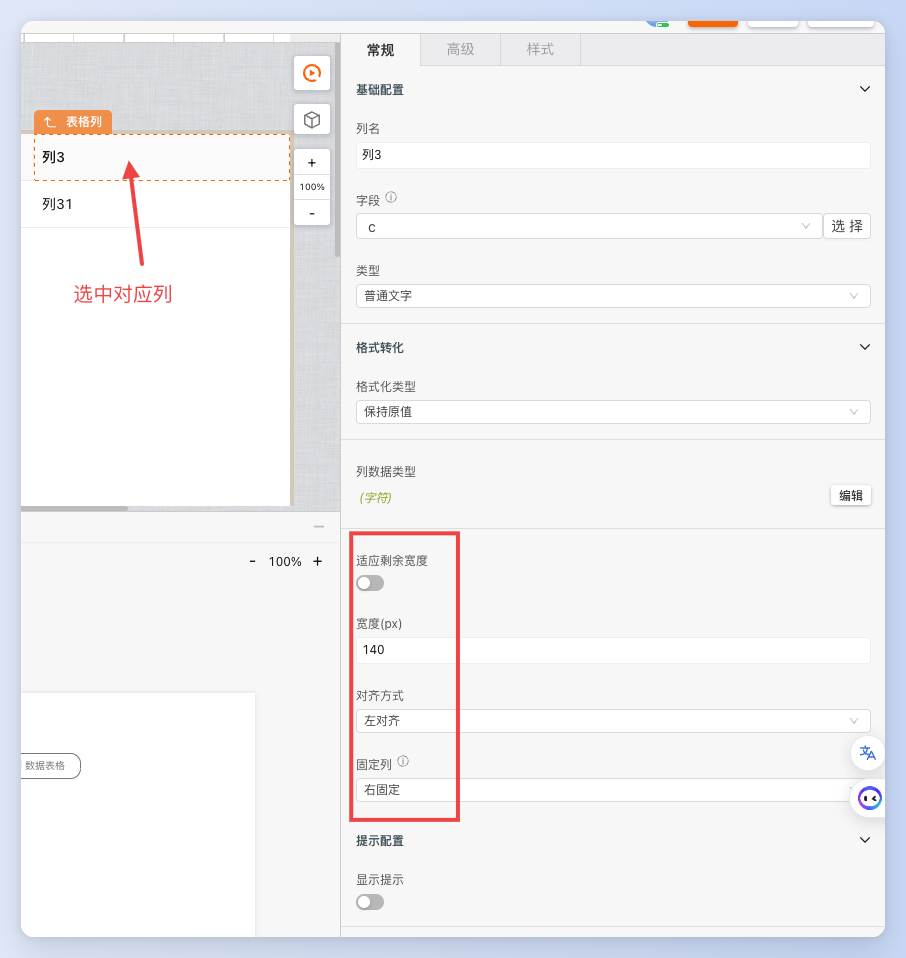 常规
高级
样式
基础配置
列名
列3
字段
c
选 择
类型
普通文字
格式转化
格式化类型
保持原值
列数据类型
(字符)
编辑
适应剩余宽度
宽度(px)
140
对齐方式
左对齐
固定列
右固定
提示配置
显示提示
表格列
列3
列31
选中对应列
+
100%
-
- 100% +
数据表格